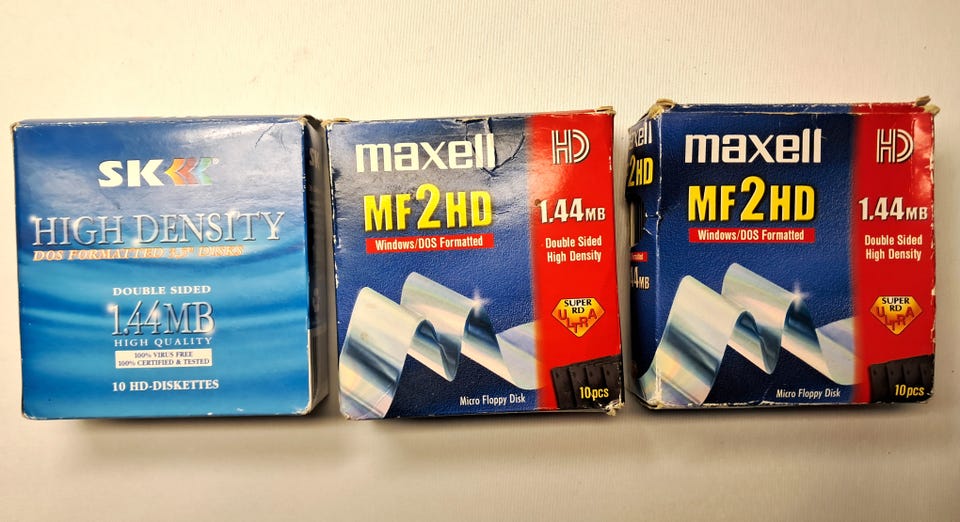 SK
HIGH DENSITY
DOS FORMATTED 3.5" DISKS
DOUBLE SIDED
1,44MB
HIGH QUALITY
100% VIRUS FREE
100% CERTIFIED & TESTED
10 HD-DISKETTES
maxell
HD
MF2HD
Windows/DOS Formatted
1.44MB
Double Sided
High Density
SUPER
RD
ULTRA
Micro Floppy Disk
10pcs
xell
2HD
44MB
maxell
HD
MF2HD
Windows/DOS Formatted
1.44MB
Double Sided
High Density
SUPER
RD
ULTRA
Micro Floppy Disk
10pcs